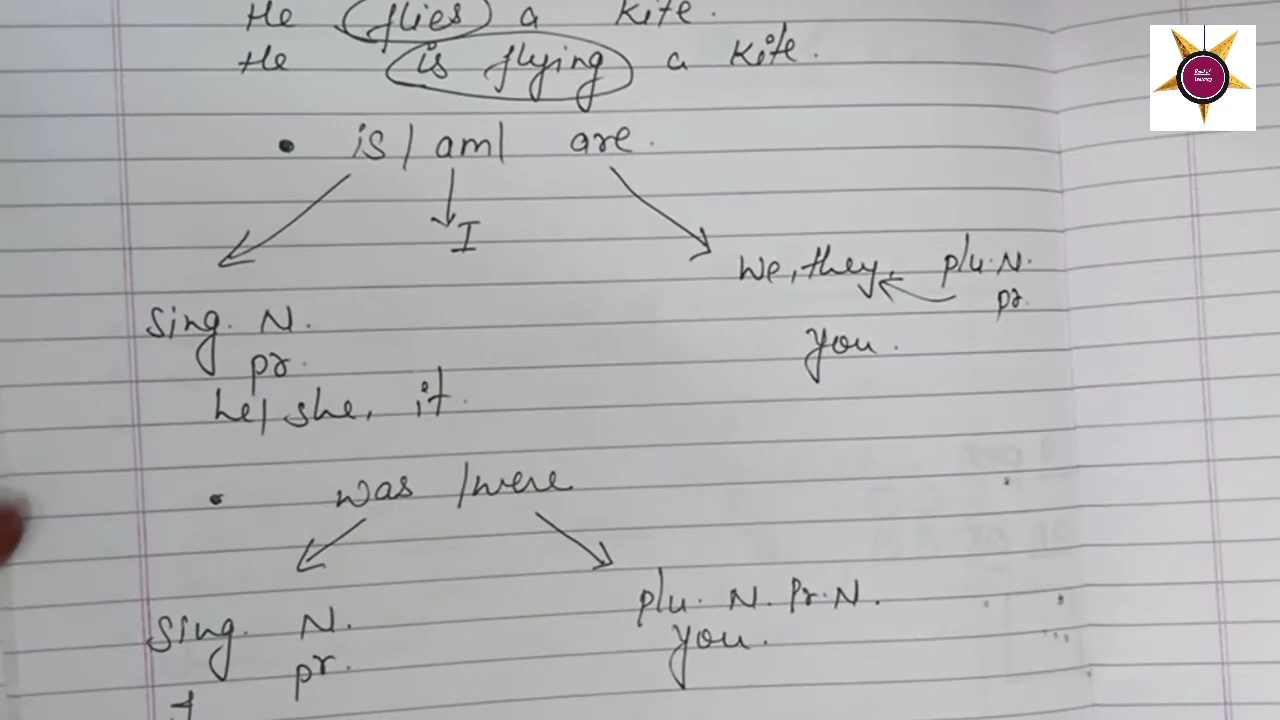 He flies a kite.
He is flying a kite.
• is / am / are.
I
We, they, plu. N.
pr.
you.
Sing. N.
pr.
he, she, it.
• was / were
Sing. N.
pr.
plu. N. Pr. N.
you.
I